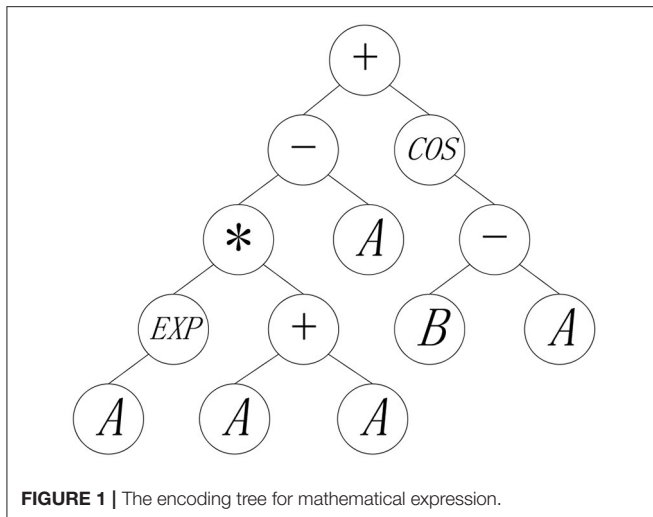 +
− COS
* A −
EXP + B A
A A A
FIGURE 1 | The encoding tree for mathematical expression.